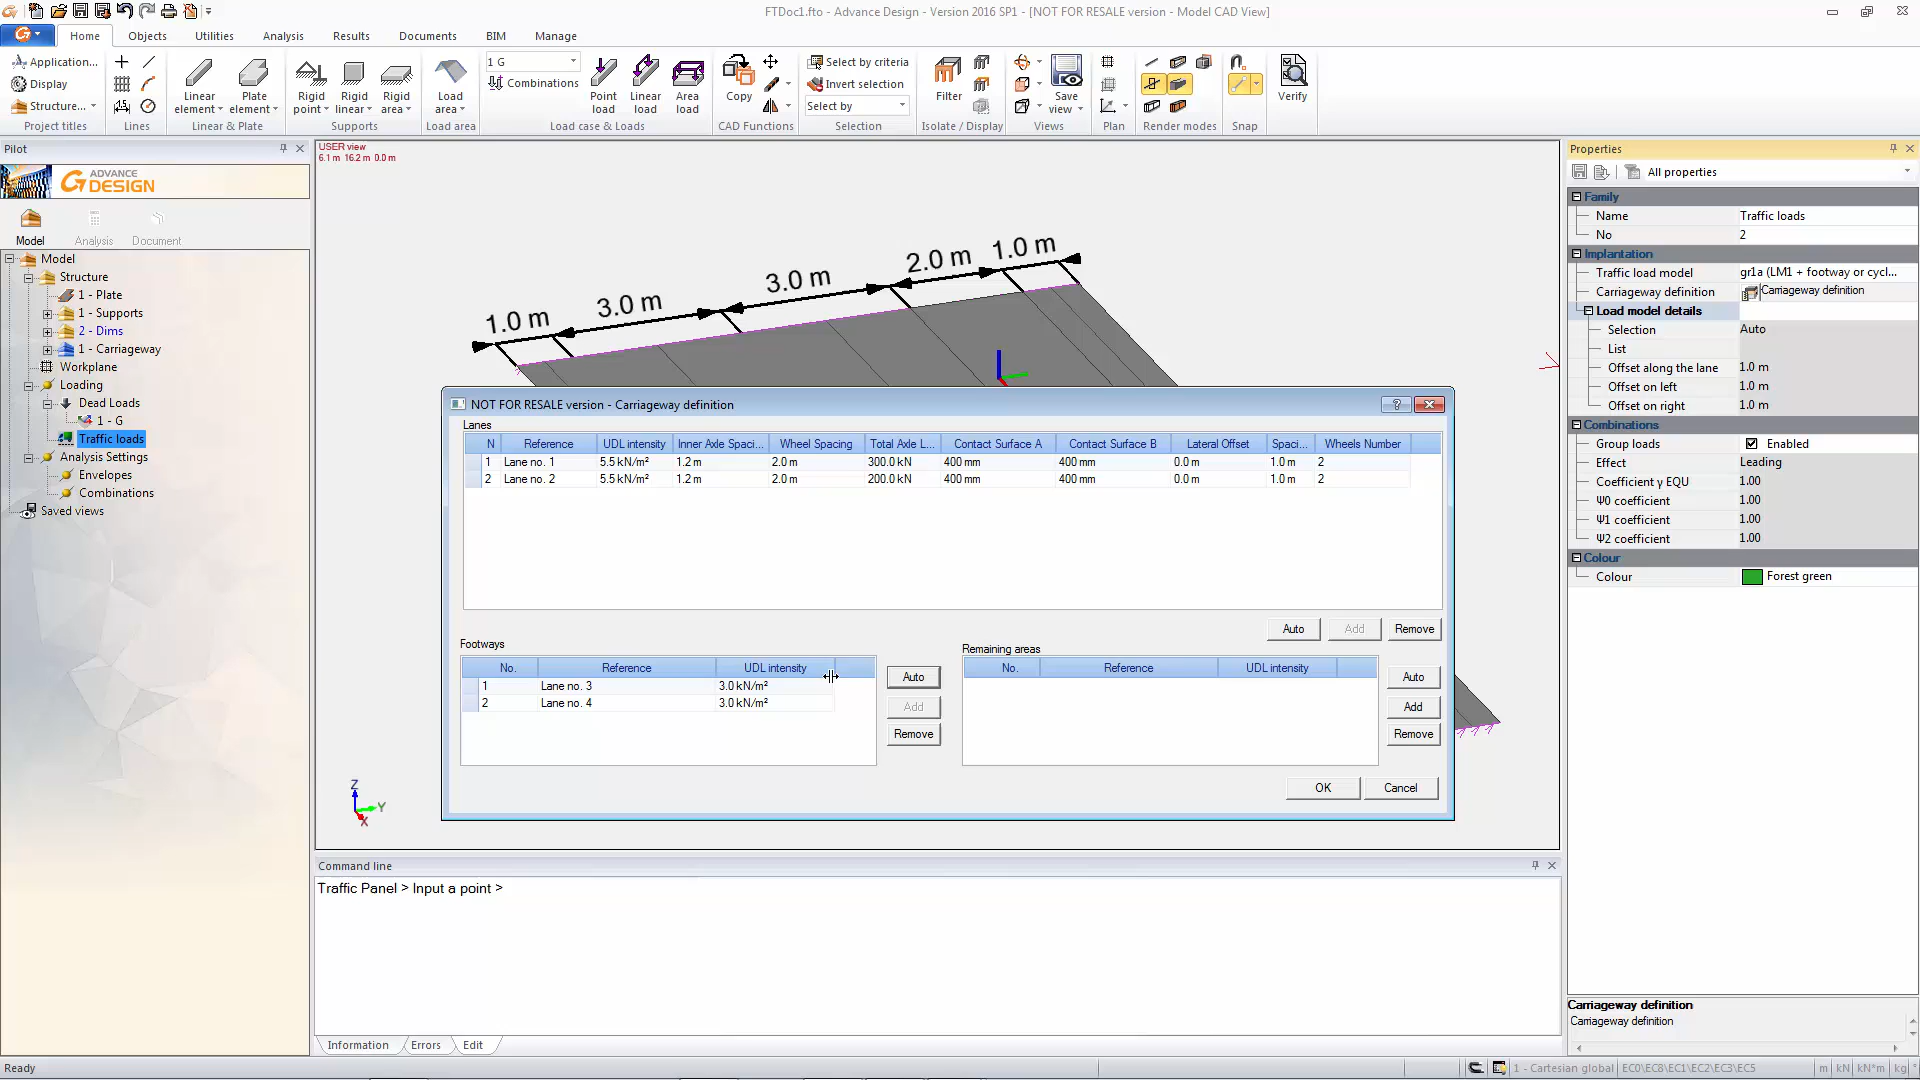 FTDoc1.fto - Advance Design - Version 2016 SP1 - [NOT FOR RESALE version - Model CAD View]
Home Objects Utilities Analysis Results Documents Community BIM Manage
Application... Display Structure...
Project titles
Lines
Linear element Plate element
Linear & Plate
Rigid point Rigid linear Rigid area
Supports
Load area
Load area
1 G
Combinations
Point load Linear load Area load
Load case & Loads
Copy
CAD Functions
Select by criteria
Invert selection
Select by
Selection
Filter
Isolate / Display
Save view
Views
Plan
Render modes
Snap
Verify
Pilot
ADVANCE
DESIGN
Model Analysis Document
Model
Structure
1 - Plate
1 - Supports
2 - Dims
1 - Carriageway
Workplane
Loading
Dead Loads
1 - G
Traffic loads
Analysis Settings
Envelopes
Combinations
Saved views
USER view
6.1 m 16.2 m 0.0 m
1.0 m 3.0 m 3.0 m 2.0 m 1.0 m
Z
Y
X
NOT FOR RESALE version - Carriageway definition
Lanes
N Reference UDL intensity Inner Axle Spaci... Wheel Spacing Total Axle L... Contact Surface A Contact Surface B Lateral Offset Spaci... Wheels Number
1 Lane no. 1 5.5 kN/m² 1.2 m 2.0 m 300.0 kN 400 mm 400 mm 0.0 m 1.0 m 2
2 Lane no. 2 5.5 kN/m² 1.2 m 2.0 m 200.0 kN 400 mm 400 mm 0.0 m 1.0 m 2
Auto Add Remove
Footways
No. Reference UDL intensity
1 Lane no. 3 3.0 kN/m²
2 Lane no. 4 3.0 kN/m²
Auto
Add
Remove
Remaining areas
No. Reference UDL intensity
Auto
Add
Remove
OK Cancel
Command line
Traffic Panel > Input a point >
Information Errors Edit
Properties
All properties
Family
Name Traffic loads
No 2
Implantation
Traffic load model gr1a (LM1 + footway or cycl...
Carriageway definition Carriageway definition
Load model details
Selection Auto
List
Offset along the lane 1.0 m
Offset on left 1.0 m
Offset on right 1.0 m
Combinations
Group loads Enabled
Effect Leading
Coefficient γ EQU 1.00
Ψ0 coefficient 1.00
Ψ1 coefficient 1.00
Ψ2 coefficient 1.00
Colour
Colour Forest green
Carriageway definition
Carriageway definition
Ready
1 - Cartesian global EC0\EC8\EC1\EC2\EC3\EC5 m kN kN*m kg °